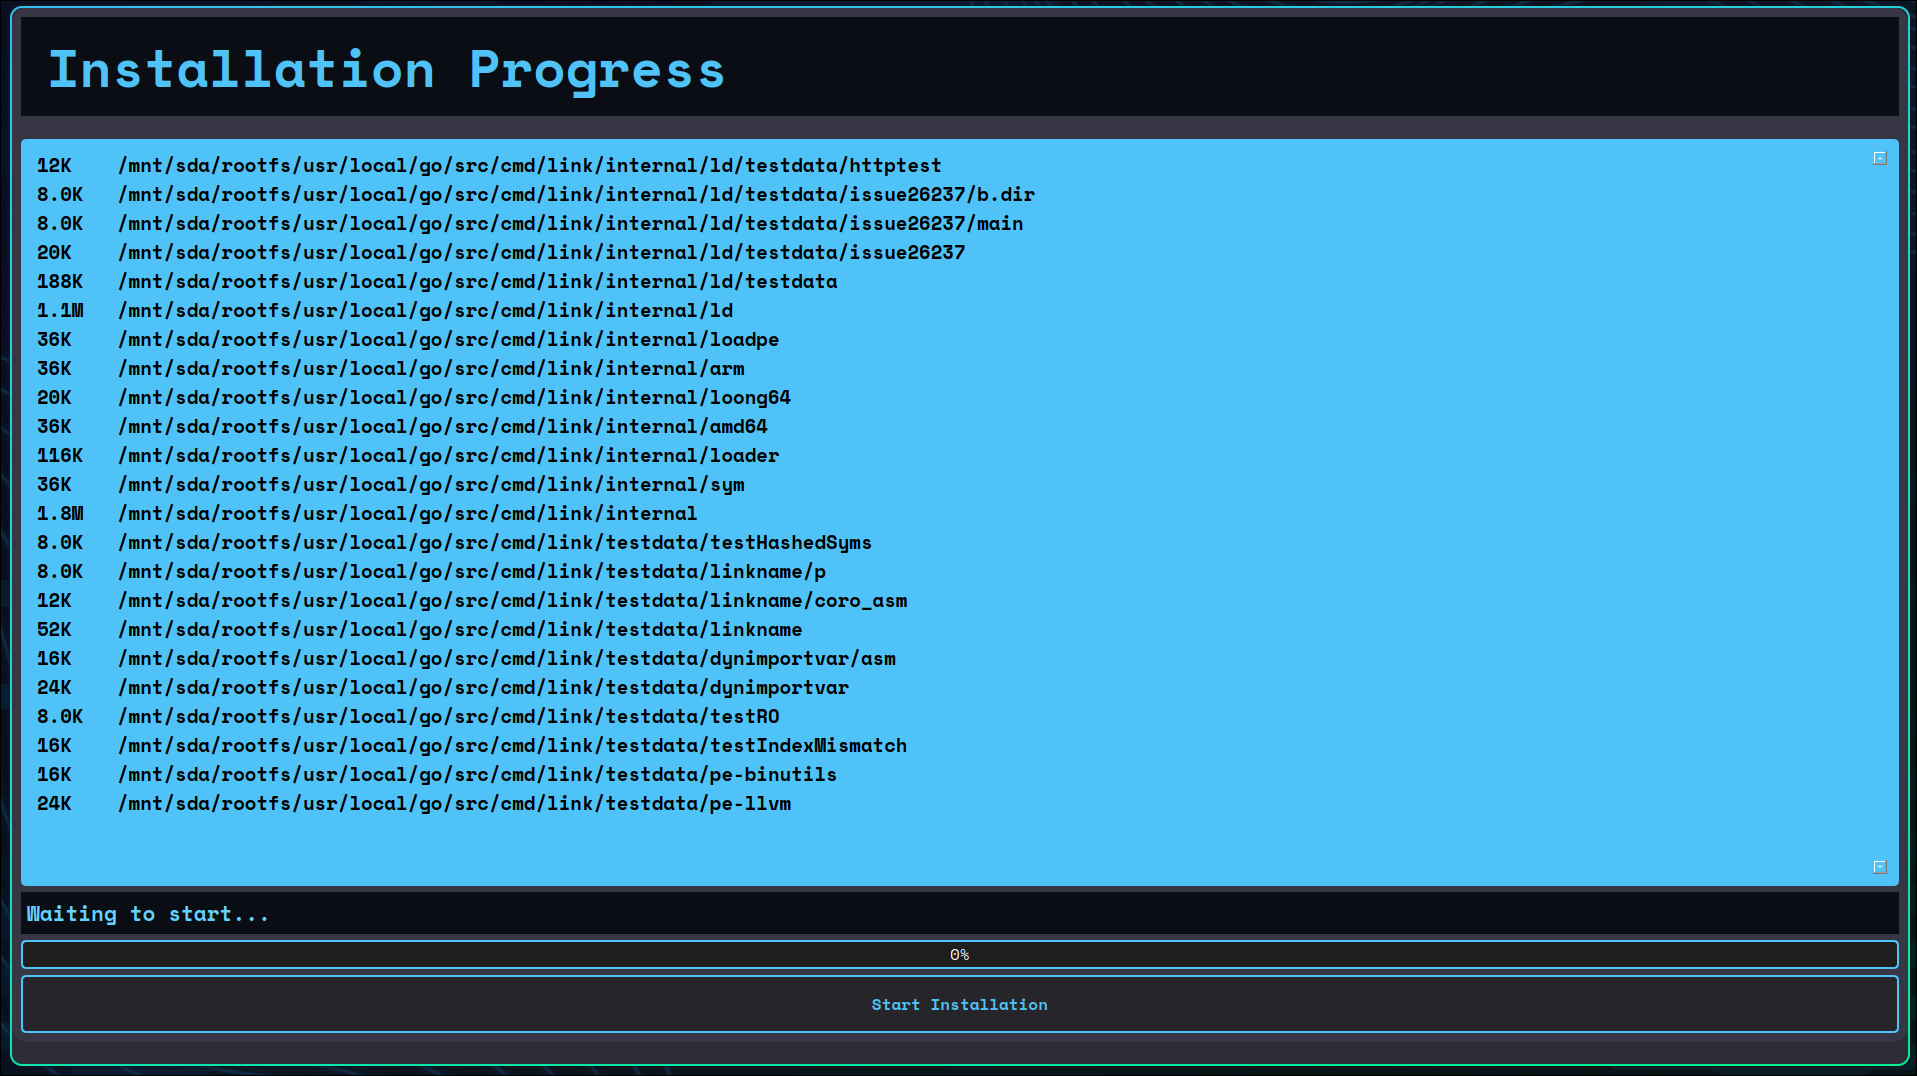 Installation Progress
12K /mnt/sda/rootfs/usr/local/go/src/cmd/link/internal/ld/testdata/httptest
8.0K /mnt/sda/rootfs/usr/local/go/src/cmd/link/internal/ld/testdata/issue26237/b.dir
8.0K /mnt/sda/rootfs/usr/local/go/src/cmd/link/internal/ld/testdata/issue26237/main
20K /mnt/sda/rootfs/usr/local/go/src/cmd/link/internal/ld/testdata/issue26237
188K /mnt/sda/rootfs/usr/local/go/src/cmd/link/internal/ld/testdata
1.1M /mnt/sda/rootfs/usr/local/go/src/cmd/link/internal/ld
36K /mnt/sda/rootfs/usr/local/go/src/cmd/link/internal/loadpe
36K /mnt/sda/rootfs/usr/local/go/src/cmd/link/internal/arm
20K /mnt/sda/rootfs/usr/local/go/src/cmd/link/internal/loong64
36K /mnt/sda/rootfs/usr/local/go/src/cmd/link/internal/amd64
116K /mnt/sda/rootfs/usr/local/go/src/cmd/link/internal/loader
36K /mnt/sda/rootfs/usr/local/go/src/cmd/link/internal/sym
1.8M /mnt/sda/rootfs/usr/local/go/src/cmd/link/internal
8.0K /mnt/sda/rootfs/usr/local/go/src/cmd/link/testdata/testHashedSyms
8.0K /mnt/sda/rootfs/usr/local/go/src/cmd/link/testdata/linkname/p
12K /mnt/sda/rootfs/usr/local/go/src/cmd/link/testdata/linkname/coro_asm
52K /mnt/sda/rootfs/usr/local/go/src/cmd/link/testdata/linkname
16K /mnt/sda/rootfs/usr/local/go/src/cmd/link/testdata/dynimportvar/asm
24K /mnt/sda/rootfs/usr/local/go/src/cmd/link/testdata/dynimportvar
8.0K /mnt/sda/rootfs/usr/local/go/src/cmd/link/testdata/testRO
16K /mnt/sda/rootfs/usr/local/go/src/cmd/link/testdata/testIndexMismatch
16K /mnt/sda/rootfs/usr/local/go/src/cmd/link/testdata/pe-binutils
24K /mnt/sda/rootfs/usr/local/go/src/cmd/link/testdata/pe-llvm
Waiting to start...
0%
Start Installation